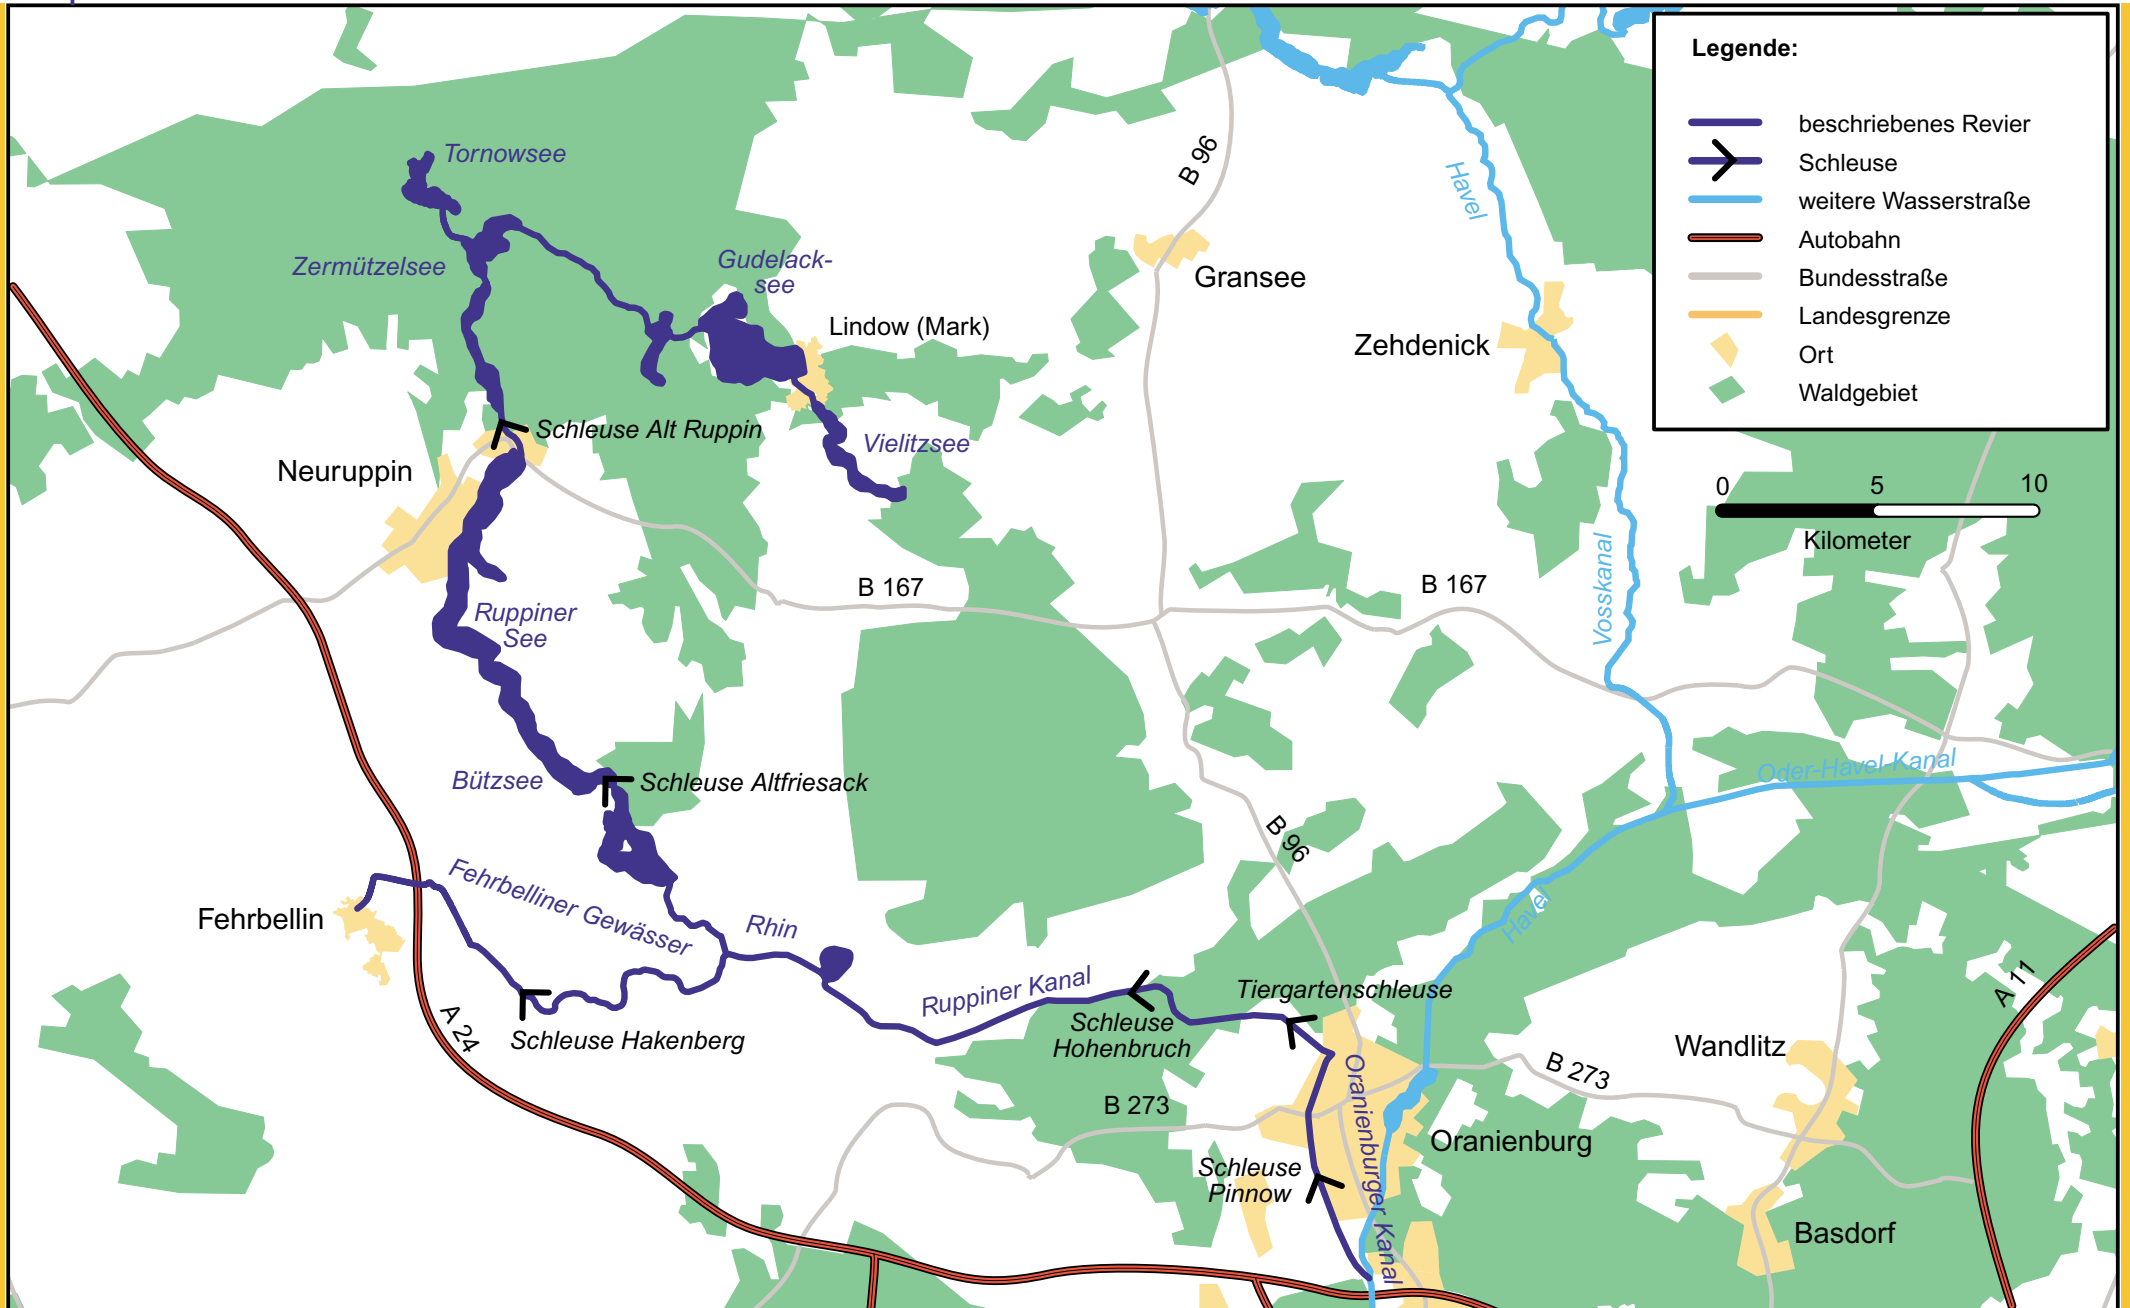 Legende:
beschriebenes Revier
Schleuse
weitere Wasserstraße
Autobahn
Bundesstraße
Landesgrenze
Ort
Waldgebiet
0 5 10
Kilometer
Tornowsee
Zermützelsee
Gudelack-
see
Lindow (Mark)
B 96
Havel
Gransee
Zehdenick
Schleuse Alt Ruppin
Neuruppin
Vielitzsee
Vosskanal
B 167
B 167
Ruppiner
See
Bützsee
Schleuse Altfriesack
Oder-Havel-Kanal
B 96
Fehrbelliner Gewässer
Fehrbellin
Rhin
Havel
Ruppiner Kanal
Tiergartenschleuse
Schleuse
Hohenbruch
A 24
Schleuse Hakenberg
A 11
Wandlitz
B 273
B 273
Oranienburger Kanal
Oranienburg
Schleuse
Pinnow
Basdorf